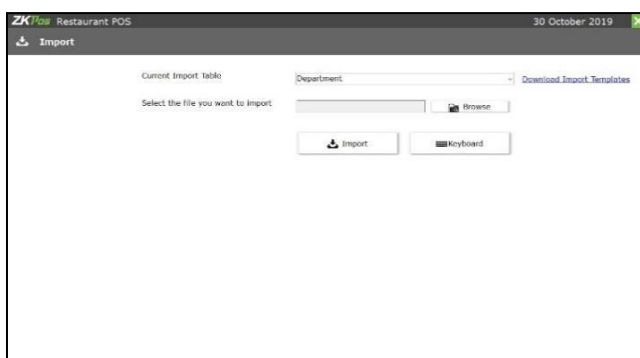 ZKPos Restaurant POS 30 October 2019
Import
Current Import Table Department Download Import Templates
Select the file you want to import Browse
Import Keyboard